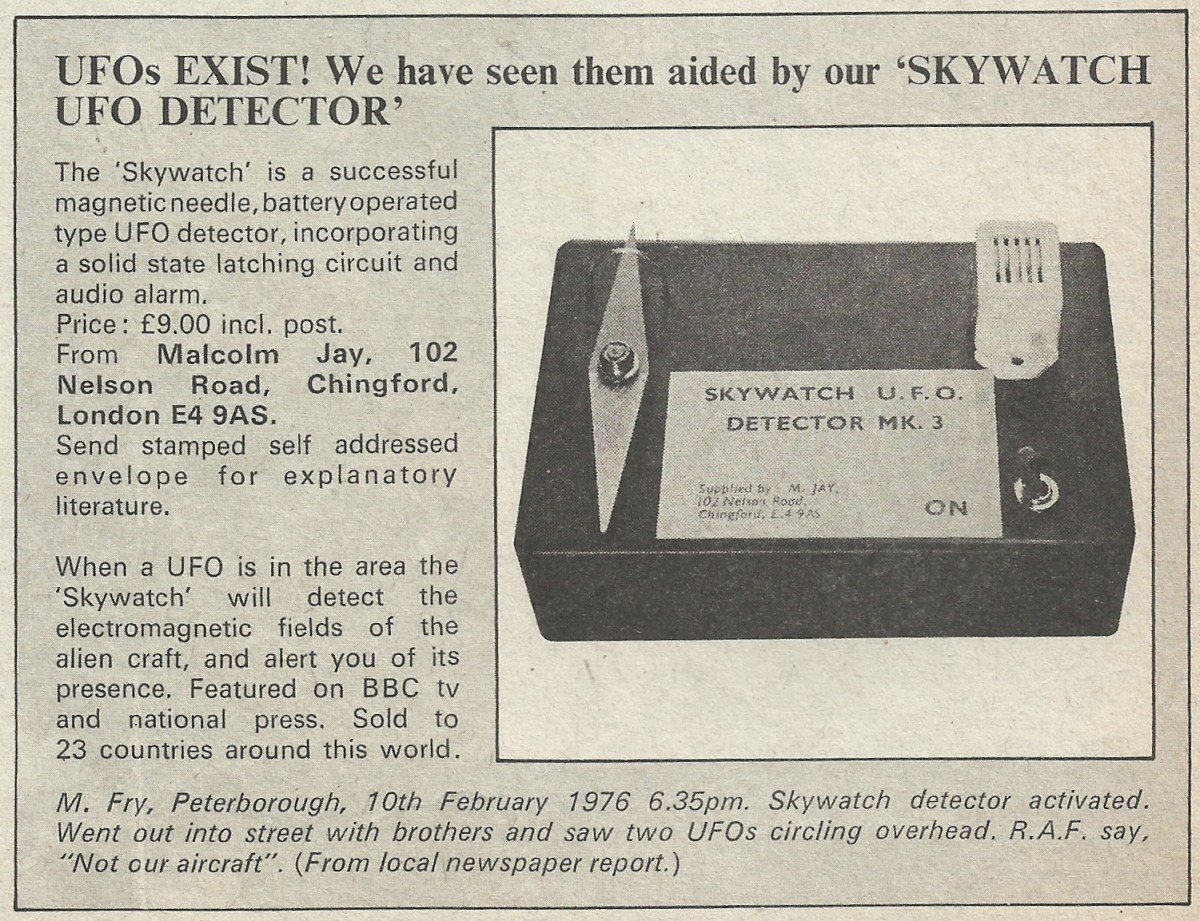 UFOs EXIST! We have seen them aided by our ‘SKYWATCH
UFO DETECTOR’
The ‘Skywatch’ is a successful
magnetic needle, battery operated
type UFO detector, incorporating
a solid state latching circuit and
audio alarm.
Price: £9.00 incl. post.
From Malcolm Jay, 102
Nelson Road, Chingford,
London E4 9AS.
Send stamped self addressed
envelope for explanatory
literature.
When a UFO is in the area the
‘Skywatch’ will detect the
electromagnetic fields of the
alien craft, and alert you of its
presence. Featured on BBC tv
and national press. Sold to
23 countries around this world.
SKYWATCH U.F.O.
DETECTOR MK. 3
Supplied by M. JAY,
102 Nelson Road,
Chingford, E.4 9AS
ON
M. Fry, Peterborough, 10th February 1976 6.35pm. Skywatch detector activated.
Went out into street with brothers and saw two UFOs circling overhead. R.A.F. say,
“Not our aircraft”. (From local newspaper report.)